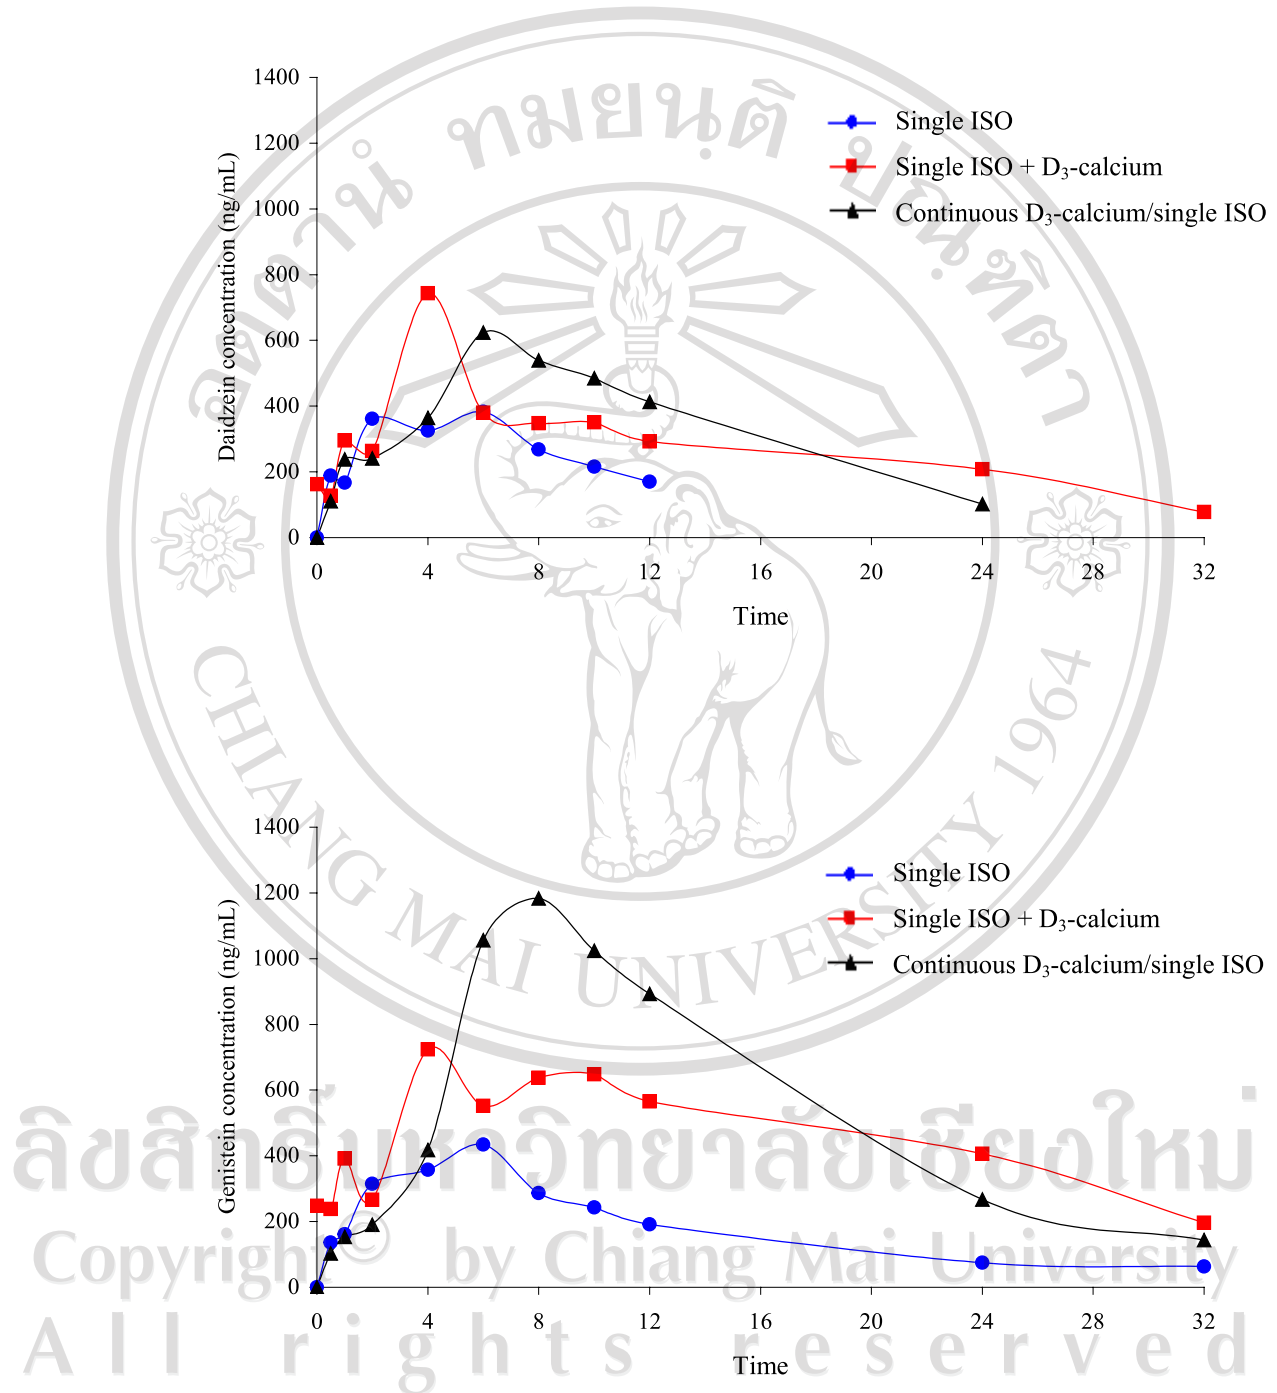 1400
1200
1000
800
600
400
200
0
Daidzein concentration (ng/mL)
Single ISO
Single ISO + D₃-calcium
Continuous D₃-calcium/single ISO
0 4 8 12 16 20 24 28 32
Time
CHIANG MAI UNIVERSITY 1964
1400
1200
1000
800
600
400
200
0
Genistein concentration (ng/mL)
Single ISO
Single ISO + D₃-calcium
Continuous D₃-calcium/single ISO
0 4 8 12 16 20 24 28 32
Time
ลิขสิทธิ์มหาวิทยาลัยเชียงใหม่
Copyright © by Chiang Mai University
All rights reserved